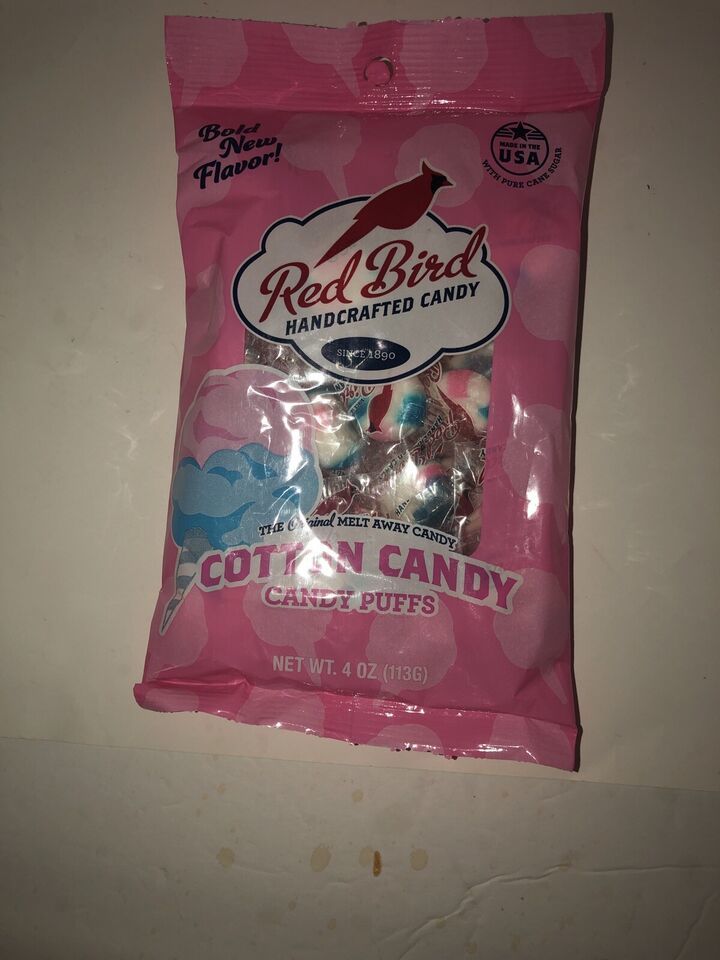 Bold
New
Flavor!
MADE IN THE
USA
WITH PURE CANE SUGAR
Red Bird
HANDCRAFTED CANDY
SINCE 1890
THE Original MELT AWAY CANDY
COTTON CANDY
CANDY PUFFS
NET WT. 4 OZ (113G)